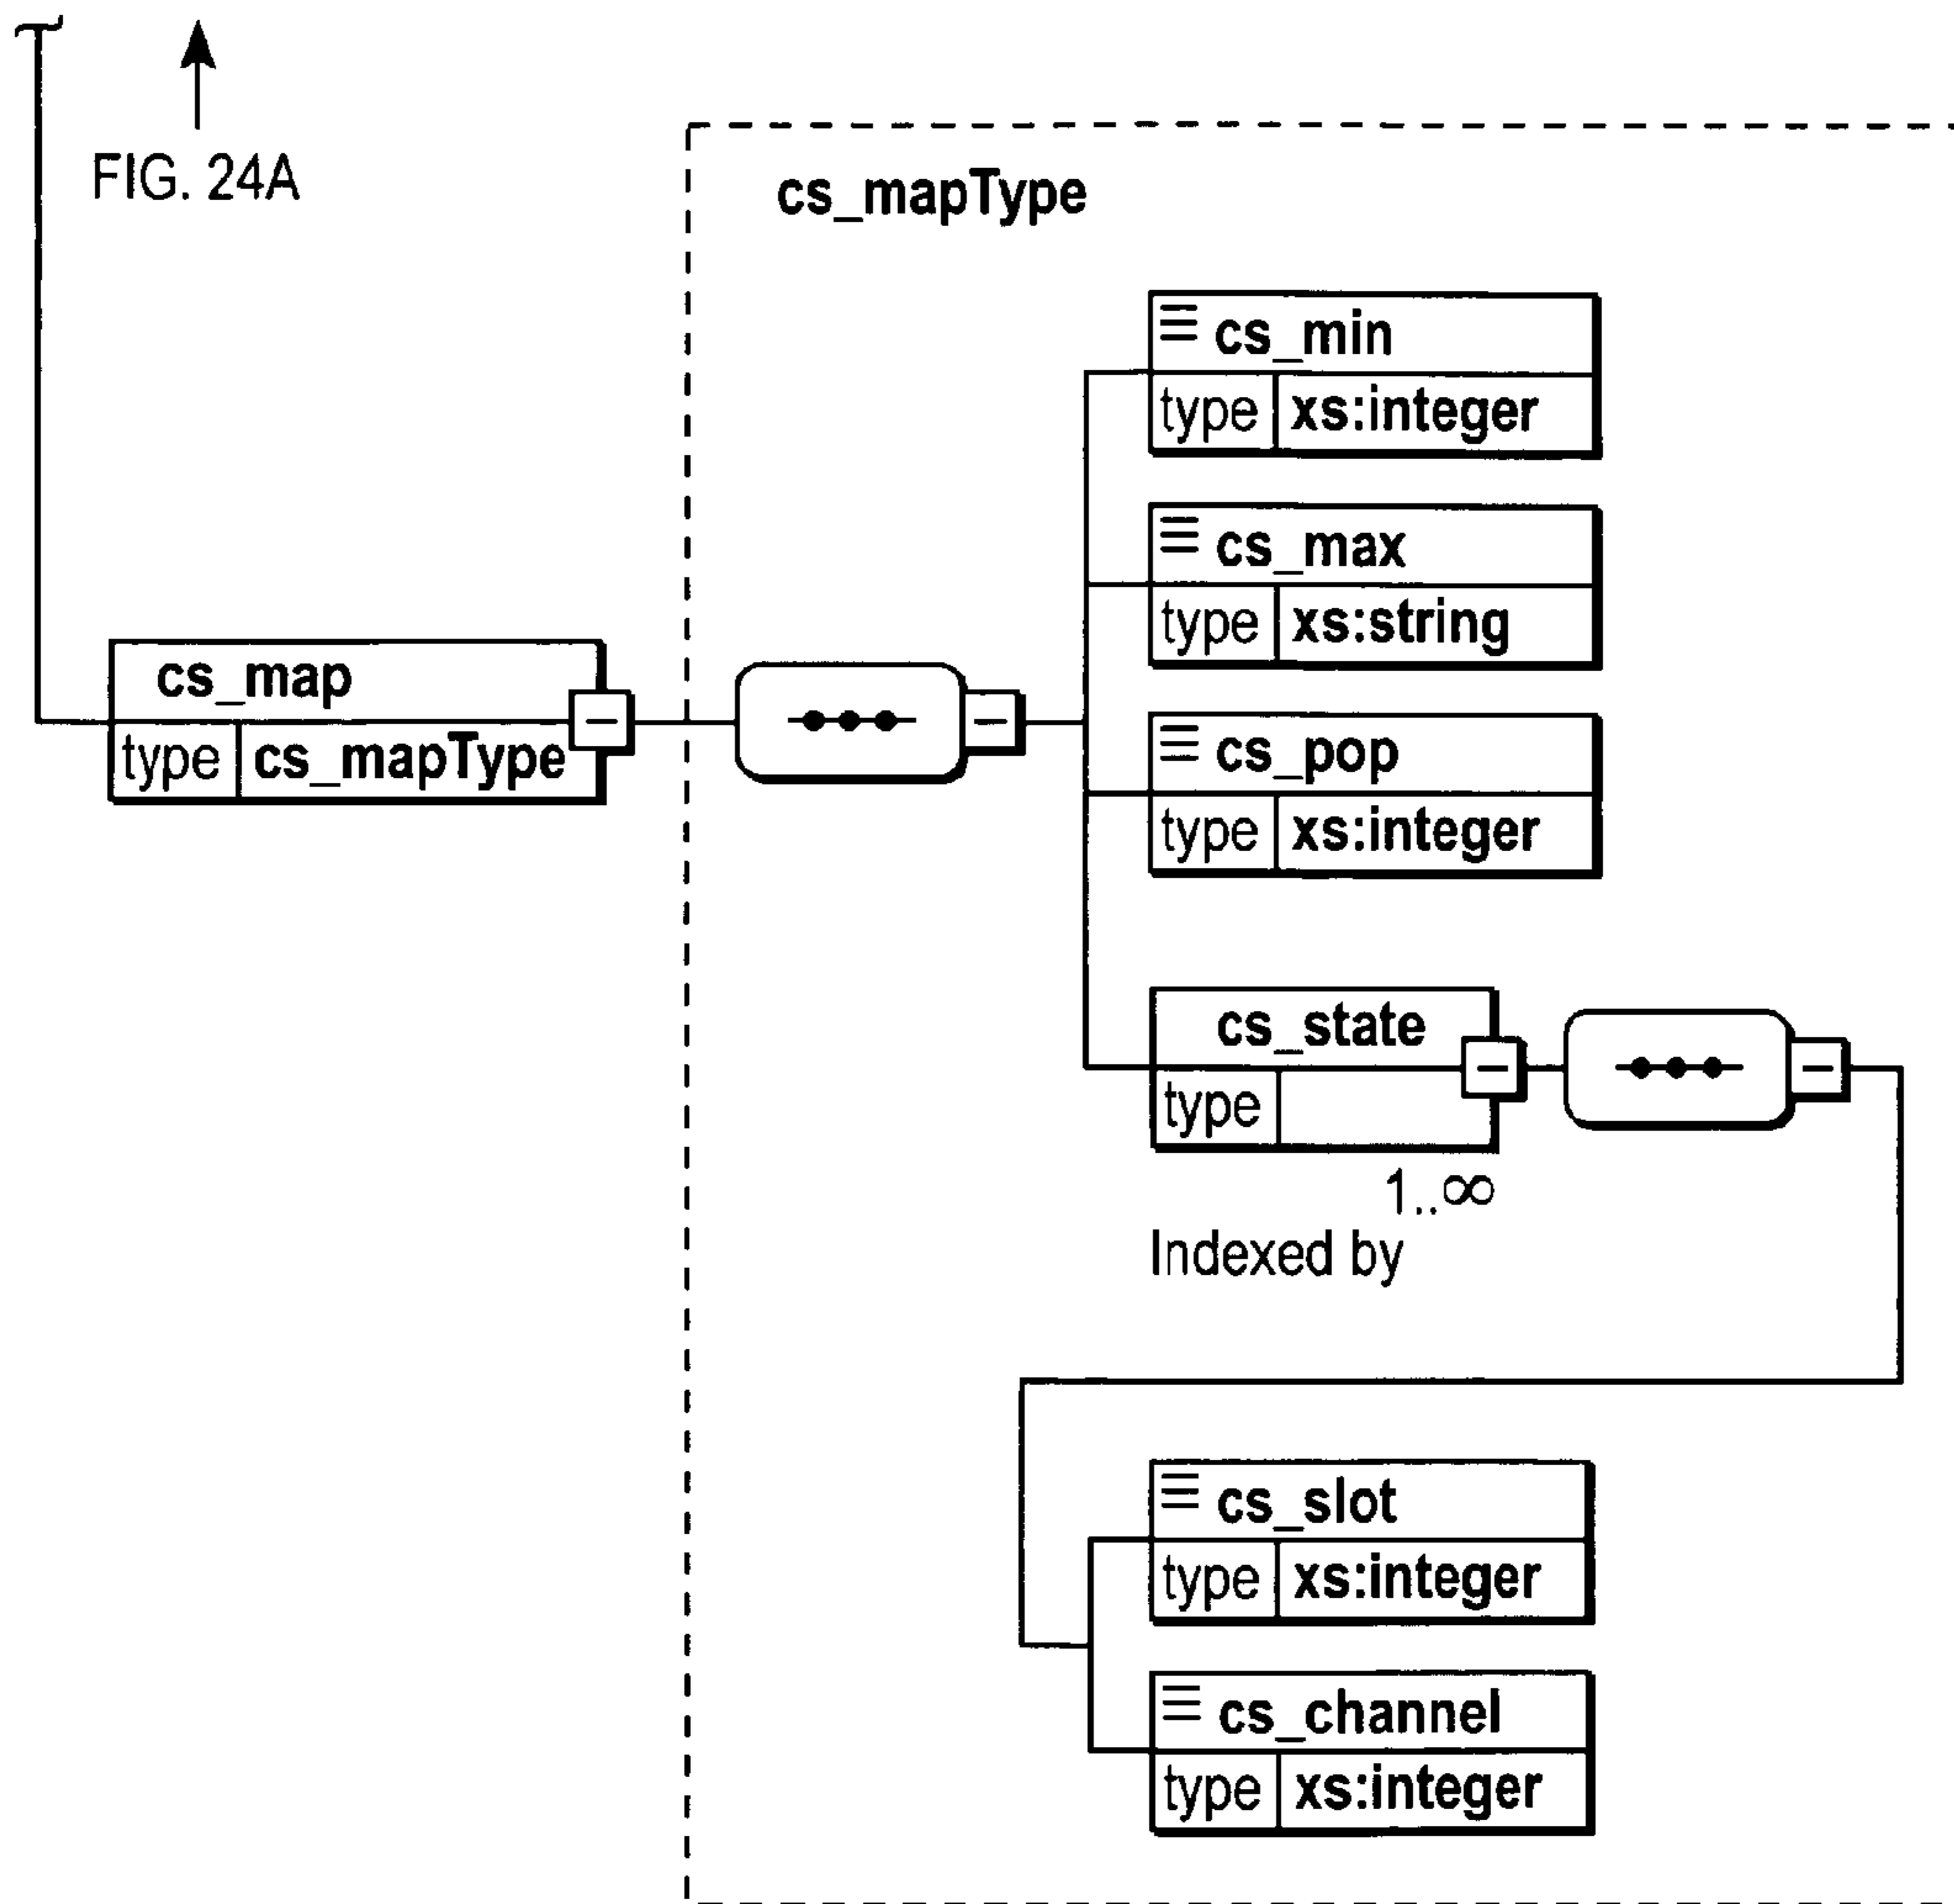 FIG. 24A
cs_mapType
cs_min
type xs:integer
cs_max
type xs:string
cs_map
type cs_mapType
cs_pop
type xs:integer
cs_state
type
1..∞
Indexed by
cs_slot
type xs:integer
cs_channel
type xs:integer